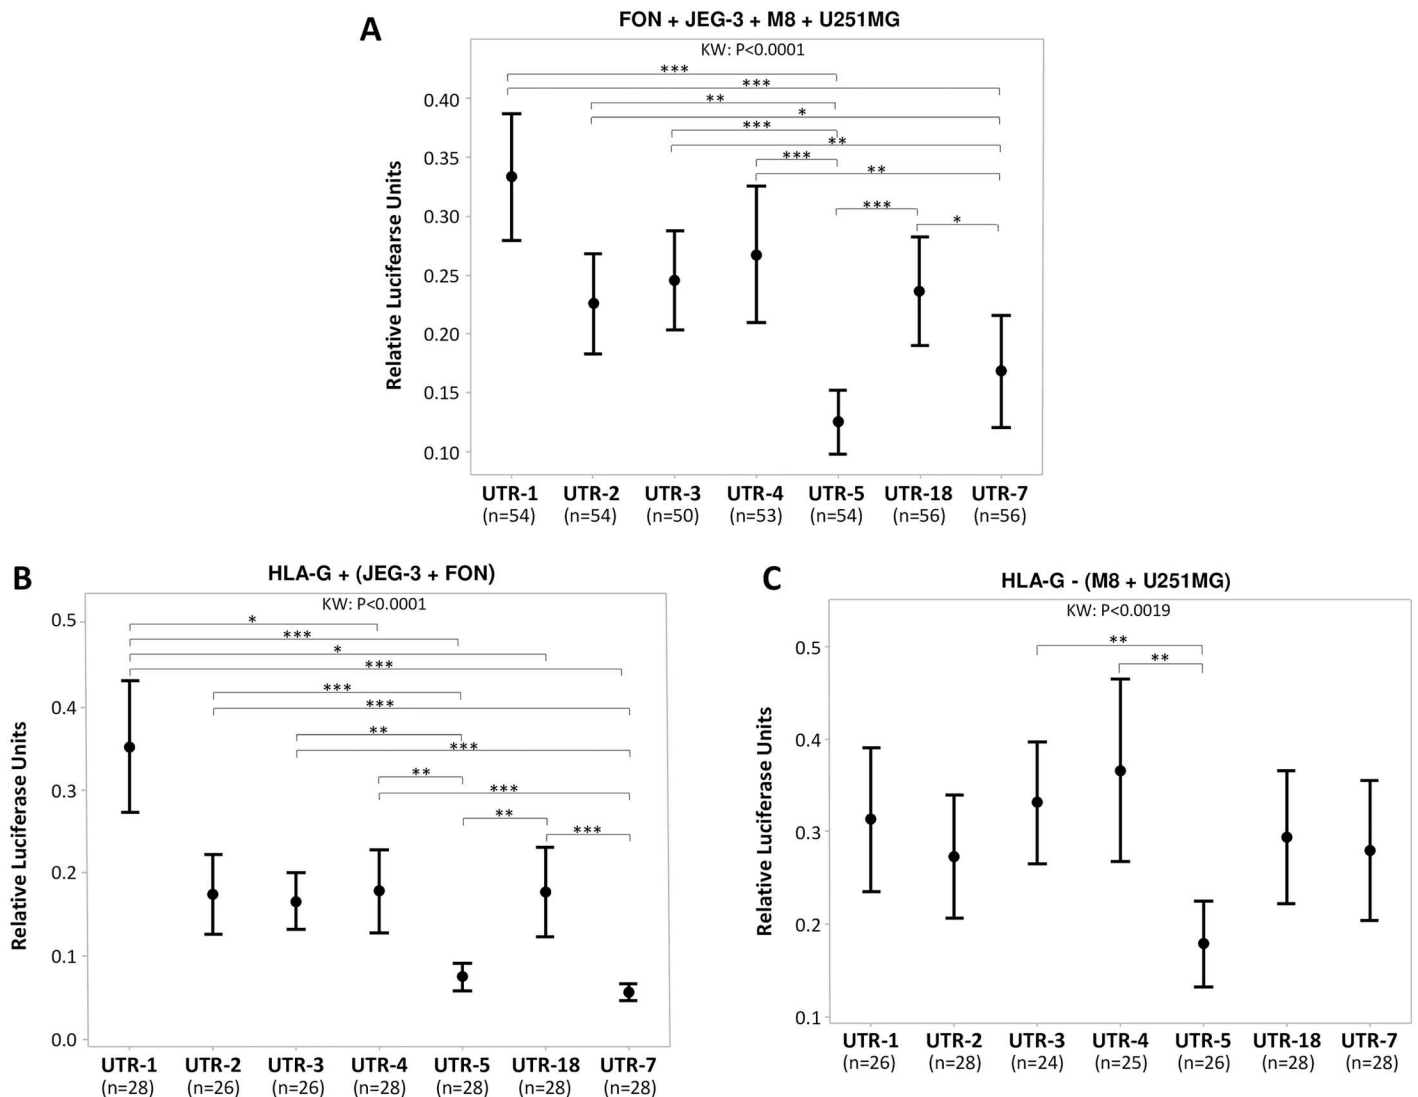 A
FON + JEG-3 + M8 + U251MG
KW: P<0.0001
***
***
**
*
***
**
***
**
***
*
0.40
0.35
0.30
0.25
0.20
0.15
0.10
Relative Lucifearse Units
UTR-1 UTR-2 UTR-3 UTR-4 UTR-5 UTR-18 UTR-7
(n=54) (n=54) (n=50) (n=53) (n=54) (n=56) (n=56)
B
HLA-G + (JEG-3 + FON)
KW: P<0.0001
*
***
*
***
***
***
**
***
**
***
**
***
0.5
0.4
0.3
0.2
0.1
0.0
Relative Luciferase Units
UTR-1 UTR-2 UTR-3 UTR-4 UTR-5 UTR-18 UTR-7
(n=28) (n=26) (n=26) (n=28) (n=28) (n=28) (n=28)
C
HLA-G - (M8 + U251MG)
KW: P<0.0019
**
**
0.5
0.4
0.3
0.2
0.1
Relative Luciferase Units
UTR-1 UTR-2 UTR-3 UTR-4 UTR-5 UTR-18 UTR-7
(n=26) (n=28) (n=24) (n=25) (n=26) (n=28) (n=28)